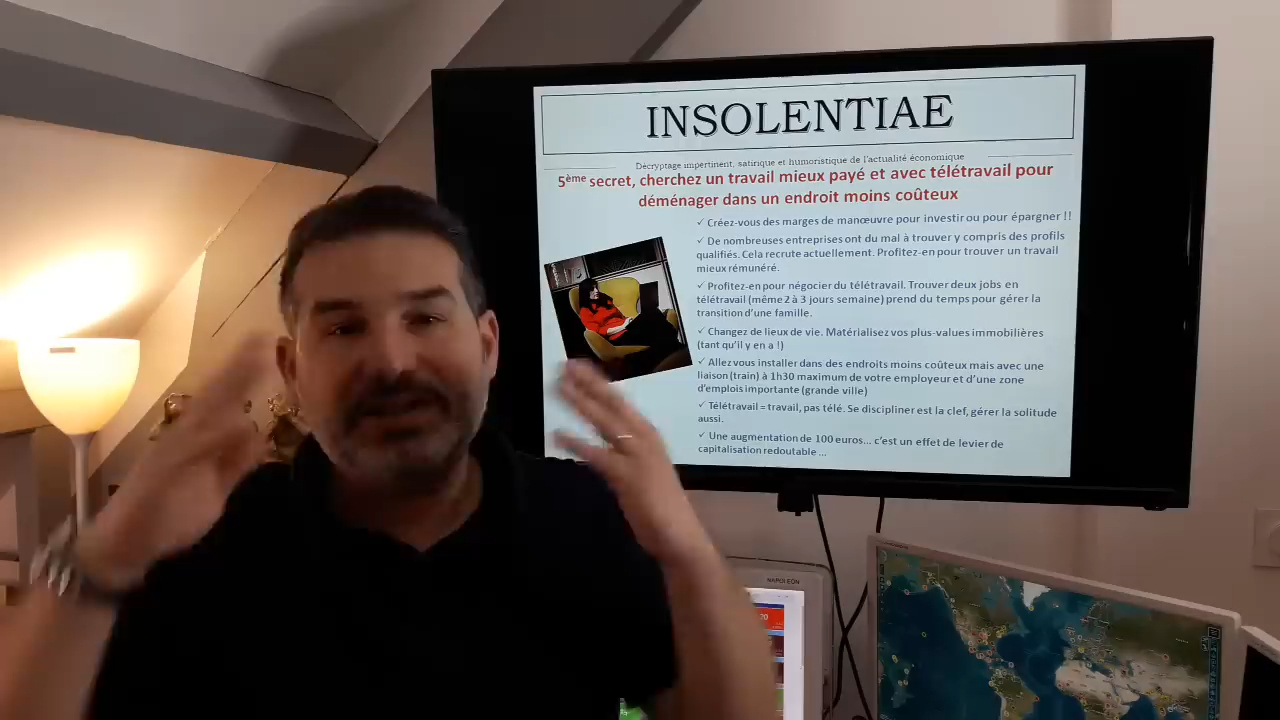 INSOLENTIAE
Décryptage impertinent, satirique et humoristique de l'actualité économique
5ème secret, cherchez un travail mieux payé et avec télétravail pour
déménager dans un endroit moins coûteux
✓ Créez-vous des marges de manœuvre pour investir ou pour épargner !!
✓ De nombreuses entreprises ont du mal à trouver y compris des profils
qualifiés. Cela recrute actuellement. Profitez-en pour trouver un travail
mieux rémunéré.
✓ Profitez-en pour négocier du télétravail. Trouver deux jobs en
télétravail (même 2 à 3 jours semaine) prend du temps pour gérer la
transition d'une famille.
✓ Changez de lieux de vie. Matérialisez vos plus-values immobilières
(tant qu'il y en a !)
✓ Allez vous installer dans des endroits moins coûteux mais avec une
liaison (train) à 1h30 maximum de votre employeur et d'une zone
d'emplois importante (grande ville)
✓ Télétravail = travail, pas télé. Se discipliner est la clef, gérer la solitude
aussi.
✓ Une augmentation de 100 euros... c'est un effet de levier de
capitalisation redoutable ...
NAPOLEON
20